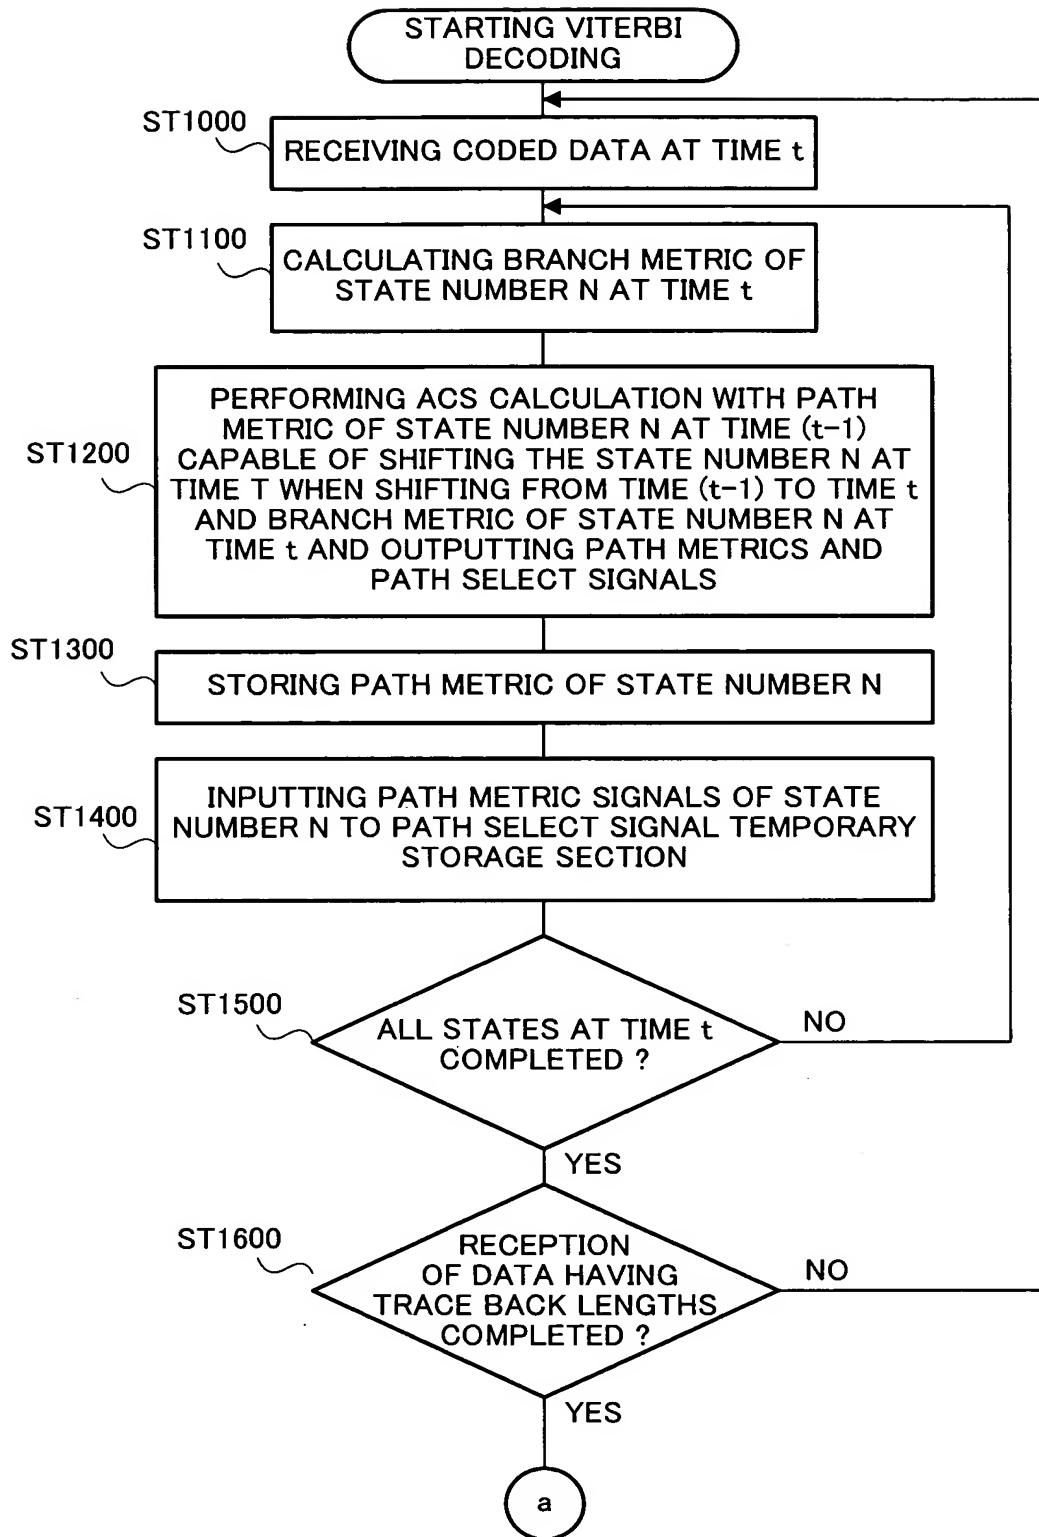 STARTING VITERBI
DECODING
ST1000
RECEIVING CODED DATA AT TIME t
ST1100
CALCULATING BRANCH METRIC OF
STATE NUMBER N AT TIME t
ST1200
PERFORMING ACS CALCULATION WITH PATH
METRIC OF STATE NUMBER N AT TIME (t-1)
CAPABLE OF SHIFTING THE STATE NUMBER N AT
TIME T WHEN SHIFTING FROM TIME (t-1) TO TIME t
AND BRANCH METRIC OF STATE NUMBER N AT
TIME t AND OUTPUTTING PATH METRICS AND
PATH SELECT SIGNALS
ST1300
STORING PATH METRIC OF STATE NUMBER N
ST1400
INPUTTING PATH METRIC SIGNALS OF STATE
NUMBER N TO PATH SELECT SIGNAL TEMPORARY
STORAGE SECTION
ST1500
ALL STATES AT TIME t
COMPLETED ?
NO
YES
ST1600
RECEPTION
OF DATA HAVING
TRACE BACK LENGTHS
COMPLETED ?
NO
YES
a